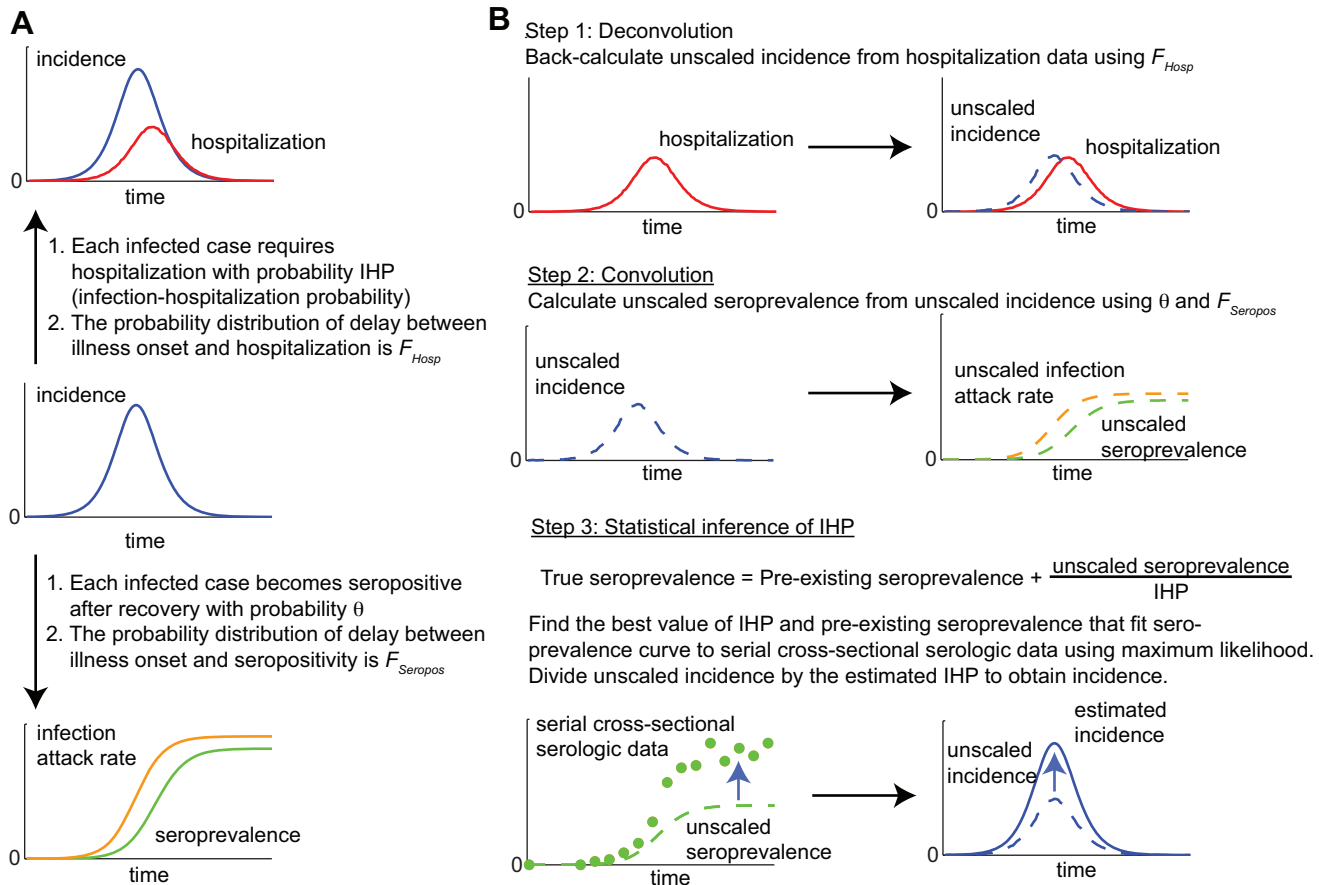 A
incidence
hospitalization
0
time
1. Each infected case requires
hospitalization with probability IHP
(infection-hospitalization probability)
2. The probability distribution of delay between
illness onset and hospitalization is F_Hosp
incidence
0
time
1. Each infected case becomes seropositive
after recovery with probability θ
2. The probability distribution of delay between
illness onset and seropositivity is F_Seropos
infection
attack rate
seroprevalence
0
time
B
Step 1: Deconvolution
Back-calculate unscaled incidence from hospitalization data using F_Hosp
hospitalization
0
time
unscaled
incidence
hospitalization
0
time
Step 2: Convolution
Calculate unscaled seroprevalence from unscaled incidence using θ and F_Seropos
unscaled
incidence
0
time
unscaled infection
attack rate
unscaled
seroprevalence
0
time
Step 3: Statistical inference of IHP
True seroprevalence = Pre-existing seroprevalence + unscaled seroprevalence
IHP
Find the best value of IHP and pre-existing seroprevalence that fit sero-
prevalence curve to serial cross-sectional serologic data using maximum likelihood.
Divide unscaled incidence by the estimated IHP to obtain incidence.
serial cross-sectional
serologic data
unscaled
seroprevalence
0
time
estimated
incidence
unscaled
incidence
0
time